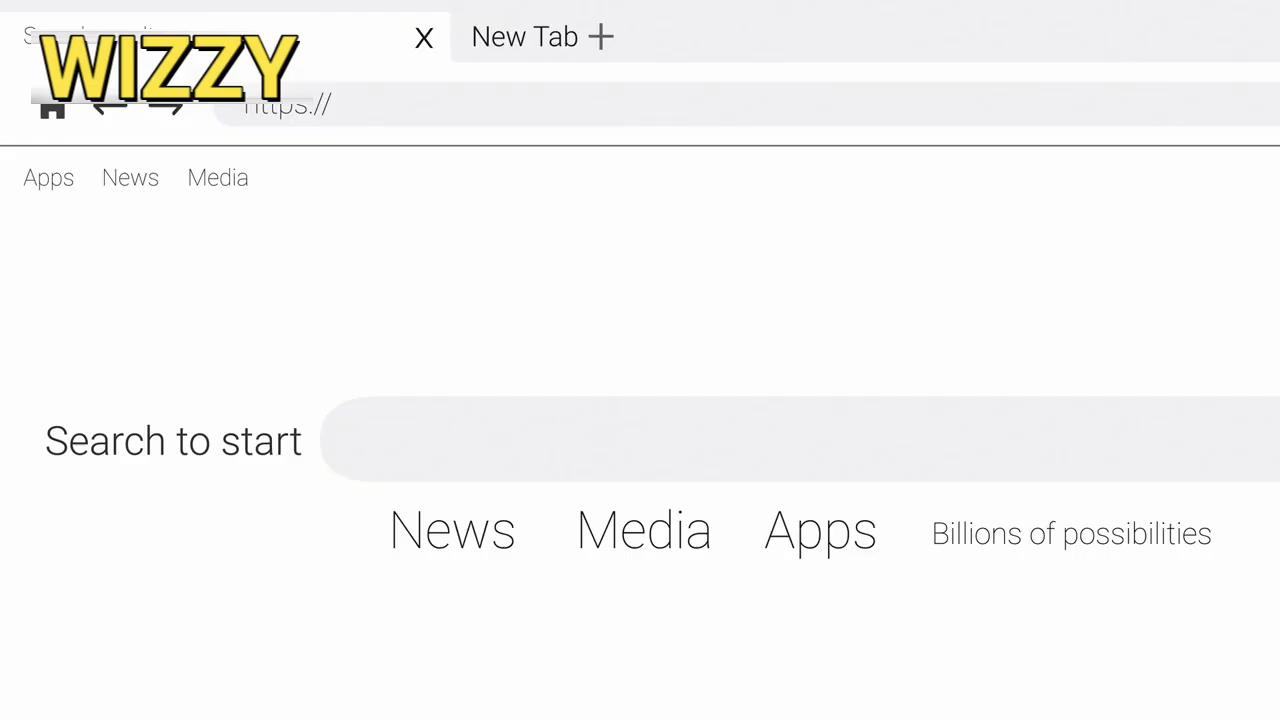 WIZZY
X
New Tab +
https://
Apps News Media
Search to start
News Media Apps Billions of possibilities